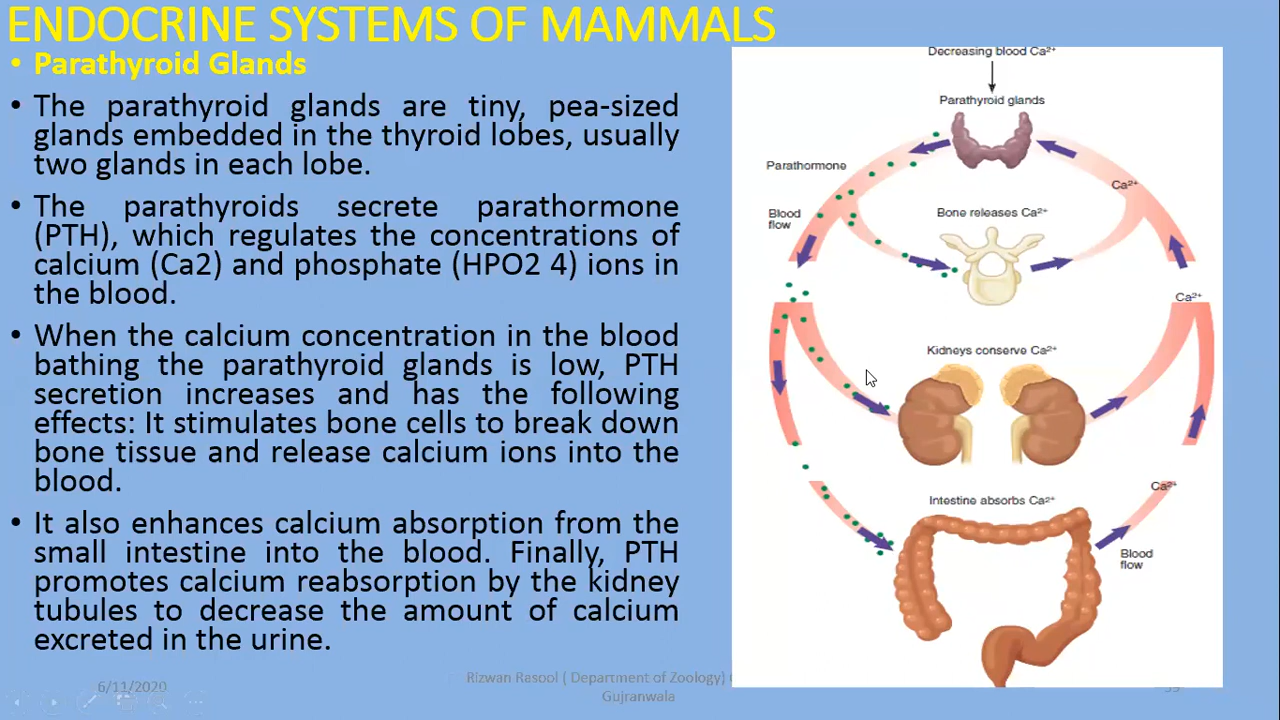 ENDOCRINE SYSTEMS OF MAMMALS
• Parathyroid Glands
• The parathyroid glands are tiny, pea-sized
glands embedded in the thyroid lobes, usually
two glands in each lobe.
• The parathyroids secrete parathormone
(PTH), which regulates the concentrations of
calcium (Ca2) and phosphate (HPO2 4) ions in
the blood.
• When the calcium concentration in the blood
bathing the parathyroid glands is low, PTH
secretion increases and has the following
effects: It stimulates bone cells to break down
bone tissue and release calcium ions into the
blood.
• It also enhances calcium absorption from the
small intestine into the blood. Finally, PTH
promotes calcium reabsorption by the kidney
tubules to decrease the amount of calcium
excreted in the urine.
Decreasing blood Ca²⁺
Parathyroid glands
Parathormone
Ca²⁺
Blood
flow
Bone releases Ca²⁺
Ca²⁺
Kidneys conserve Ca²⁺
Ca²⁺
Intestine absorbs Ca²⁺
Blood
flow
6/11/2020
Rizwan Rasool ( Department of Zoology)
Gujranwala